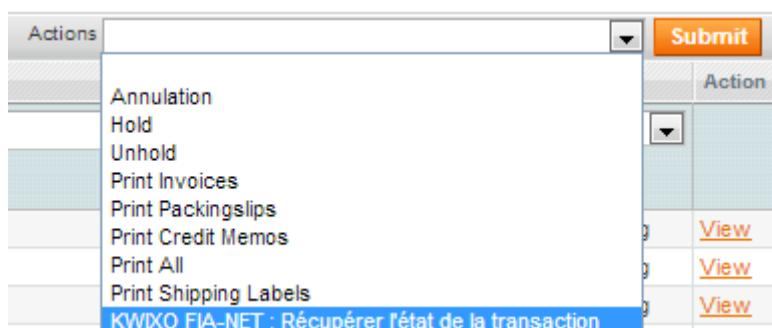 Actions Submit
Action
Annulation
Hold
Unhold
Print Invoices
Print Packingslips
Print Credit Memos
g View
Print All
g View
Print Shipping Labels
g View
KWIXO FIA-NET : Récupérer l'état de la transaction